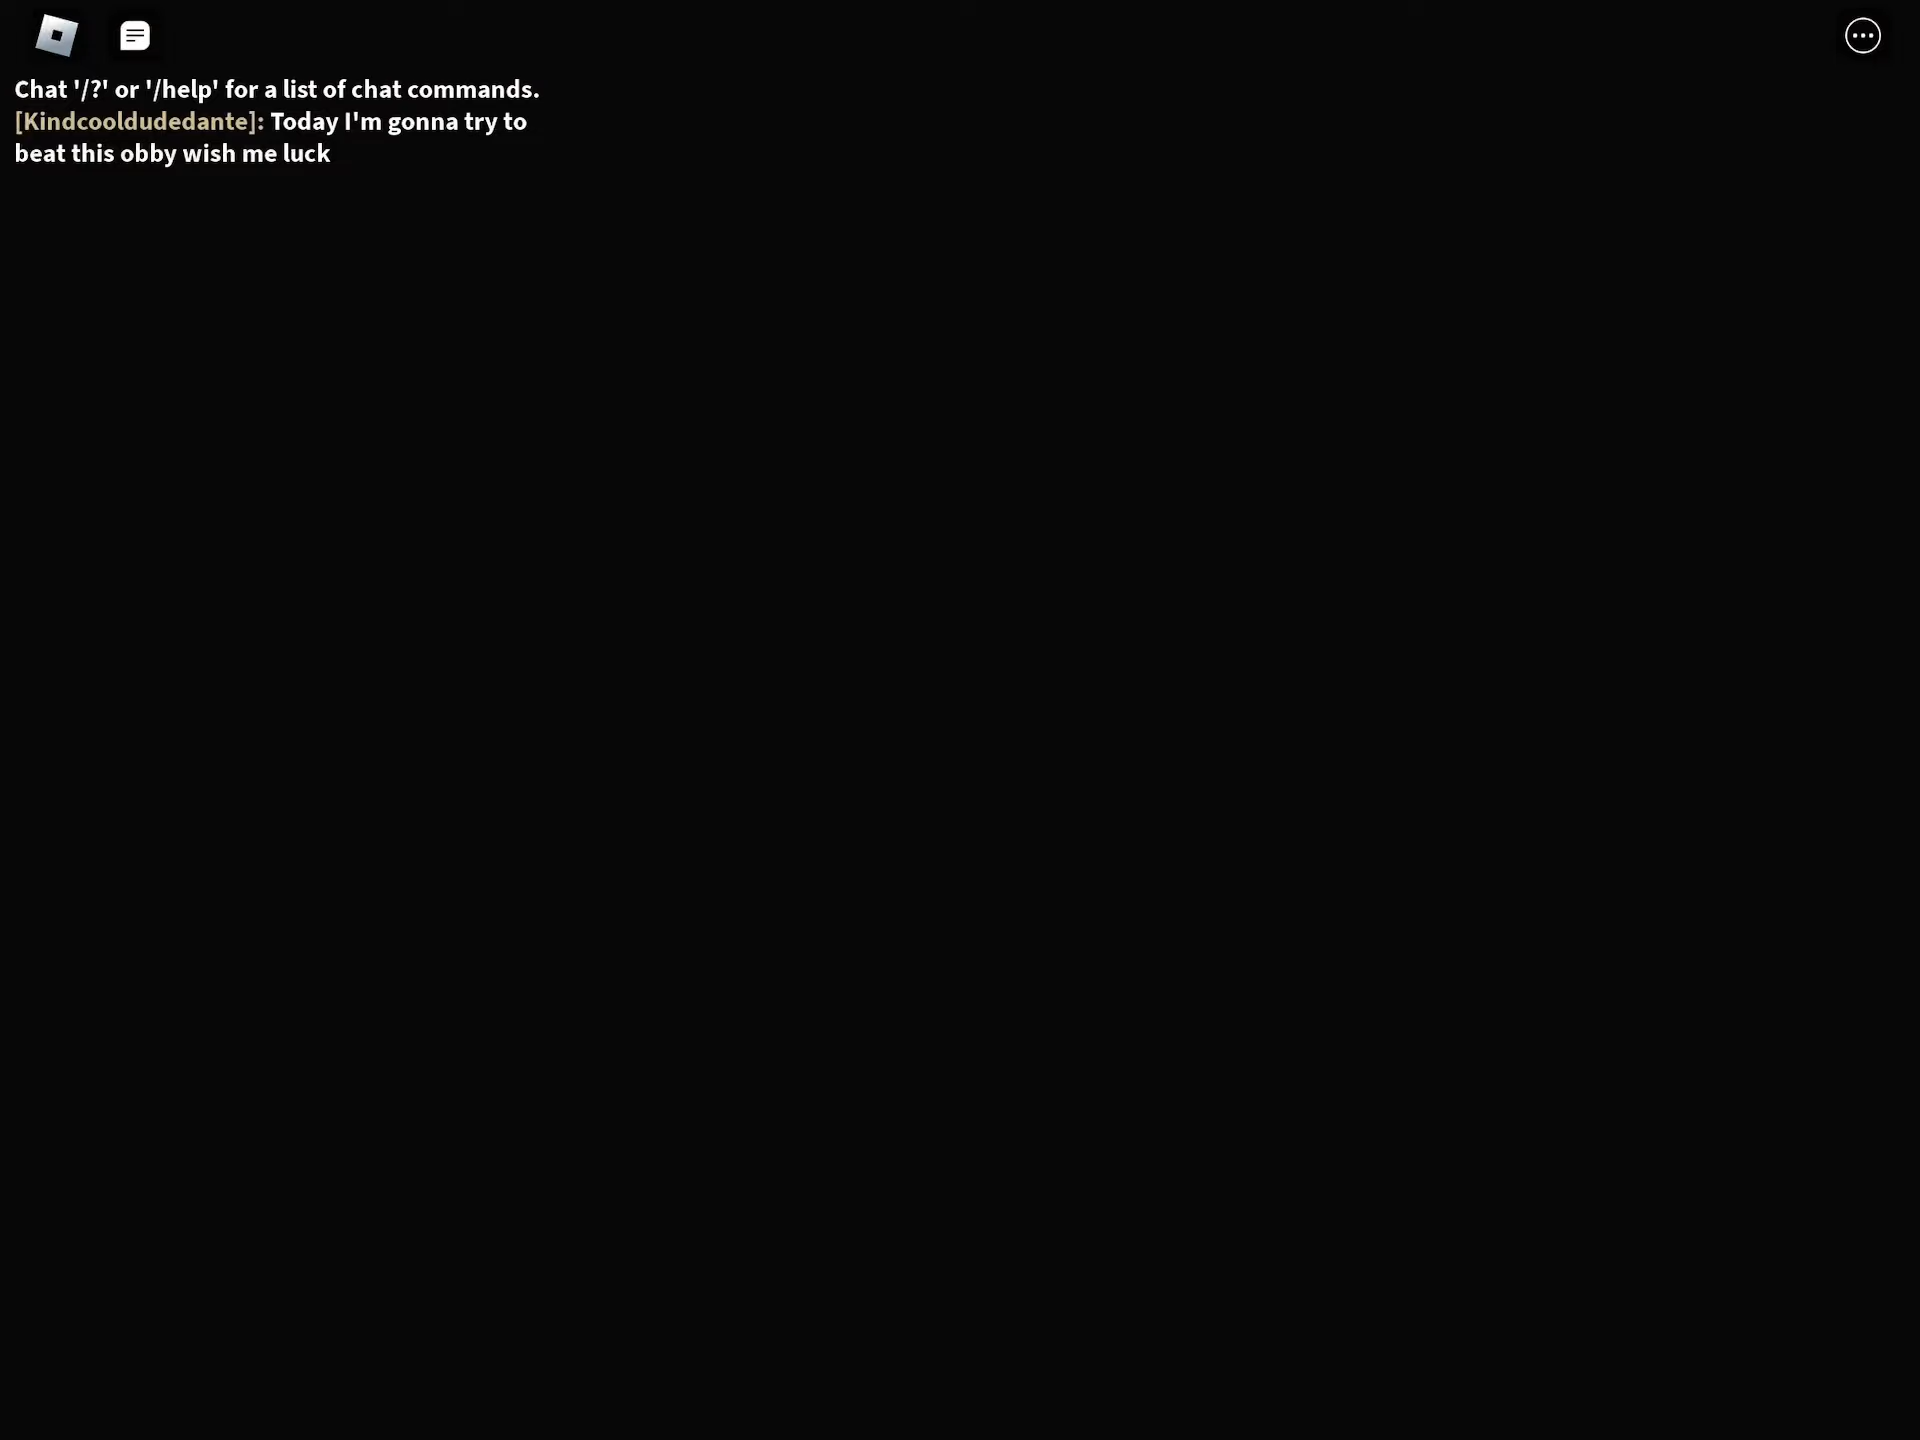 Chat '/?' or '/help' for a list of chat commands.
[Kindcooldudedante]: Today I'm gonna try to
beat this obby wish me luck